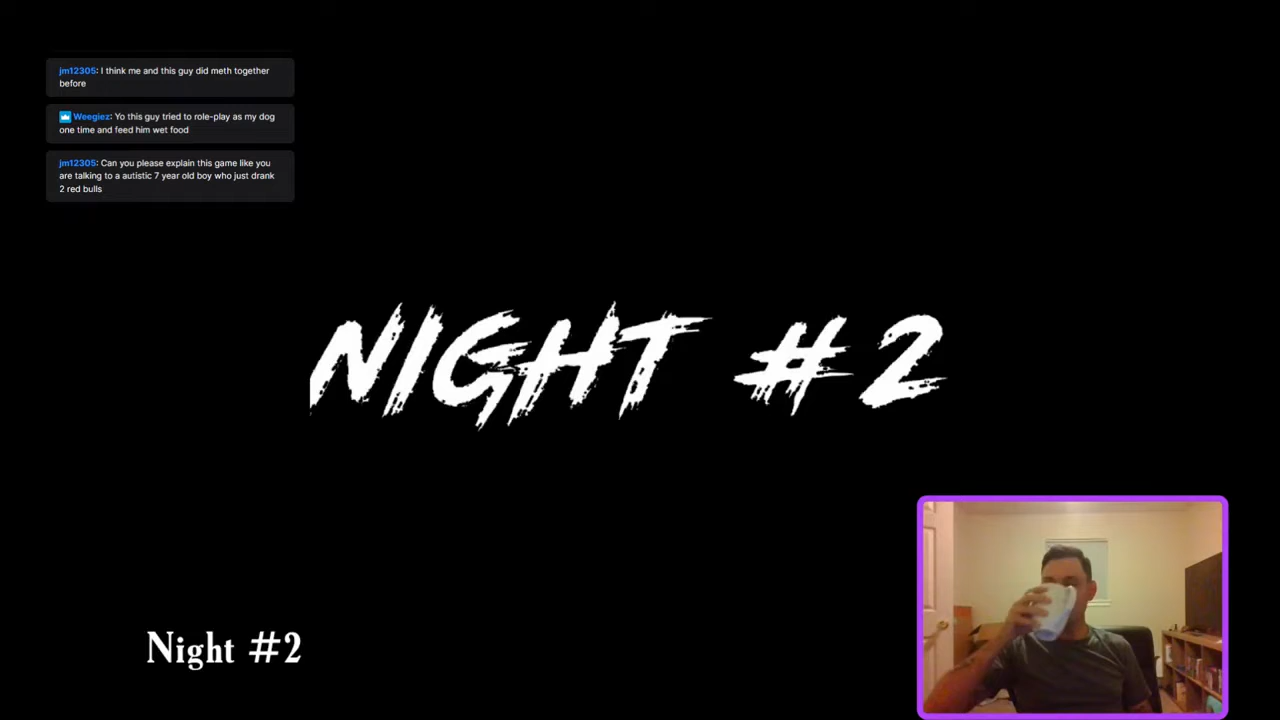 jm12305: I think me and this guy did meth together
before
Weegiez: Yo this guy tried to role-play as my dog
one time and feed him wet food
jm12305: Can you please explain this game like you
are talking to a autistic 7 year old boy who just drank
2 red bulls
NIGHT #2
Night #2